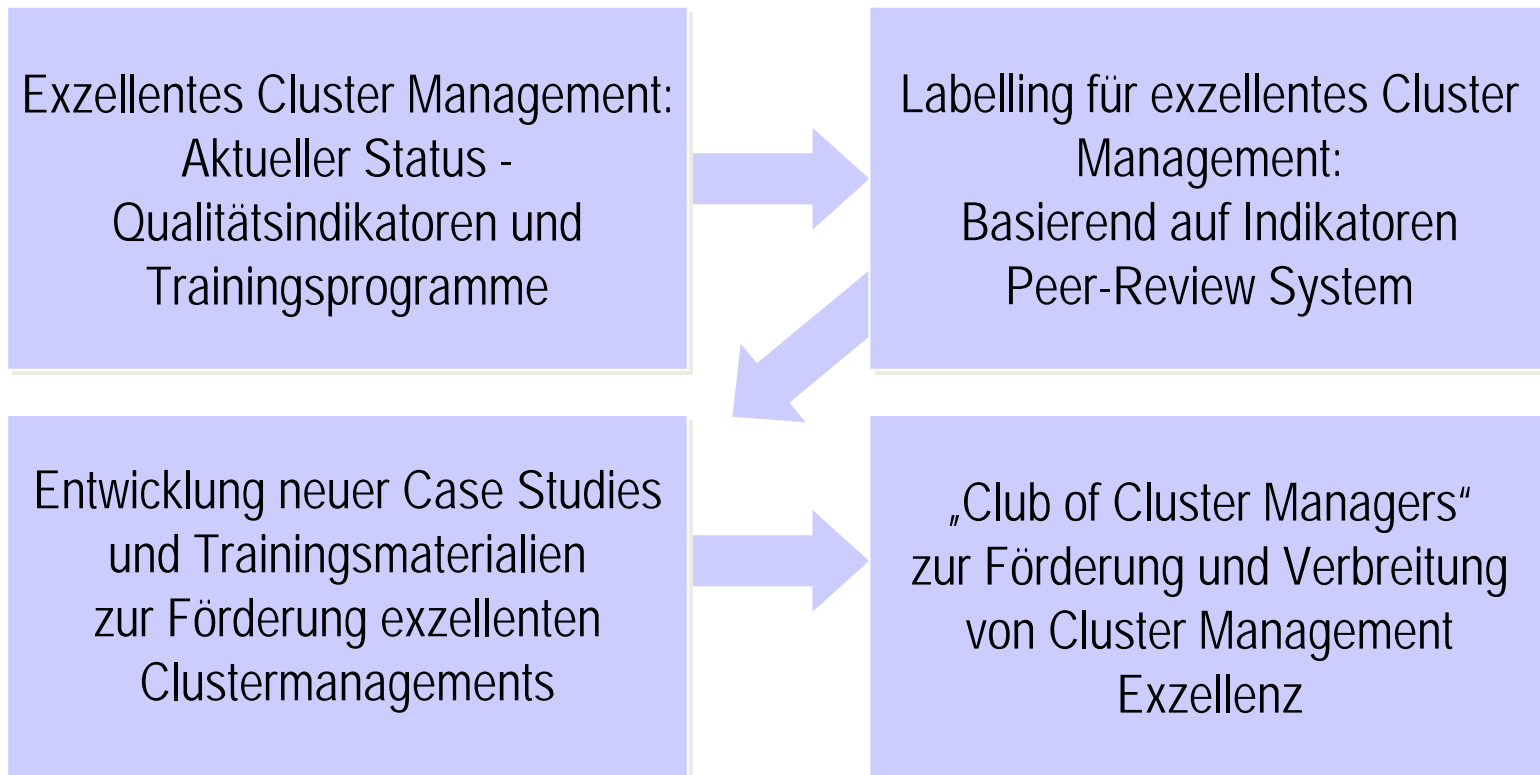 Exzellentes Cluster Management:
Aktueller Status -
Qualitätsindikatoren und
Trainingsprogramme
Labelling für exzellentes Cluster
Management:
Basierend auf Indikatoren
Peer-Review System
Entwicklung neuer Case Studies
und Trainingsmaterialien
zur Förderung exzellenten
Clustermanagements
„Club of Cluster Managers“
zur Förderung und Verbreitung
von Cluster Management
Exzellenz